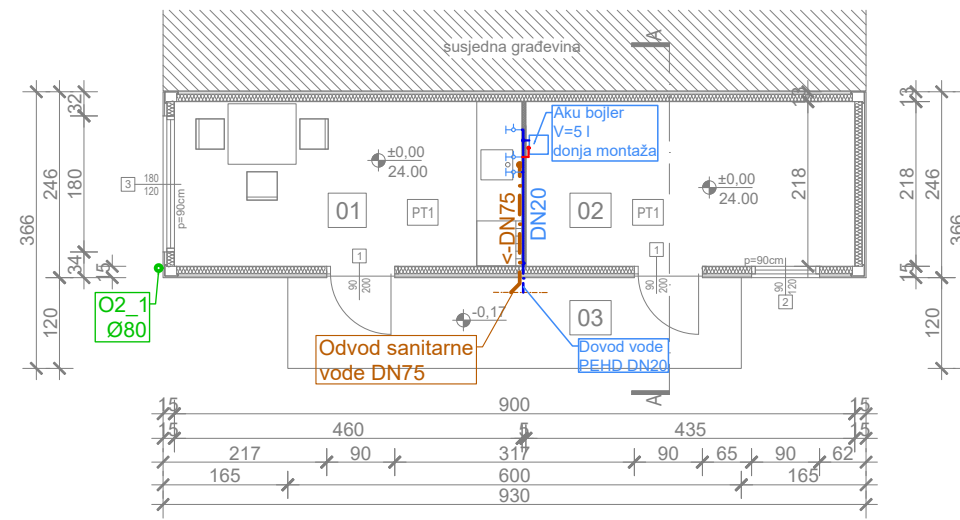 susjedna građevina
A
Aku bojler
V=5 l
donja montaža
±0,00
24.00
±0,00
24.00
32
246
180
366
34
15
120
13
13
218
218
246
366
15
120
3
180
120
p=90cm
01
PT1
<-DN75
DN20
02
PT1
1
90
200
1
90
200
p=90cm
90
120
2
O2_1
Ø80
-0,17
03
Odvod sanitarne
vode DN75
Dovod vode
PEHD DN20
A
15
900
15
460
5
435
15
217
90
317
90
65
90
62
165
600
165
930